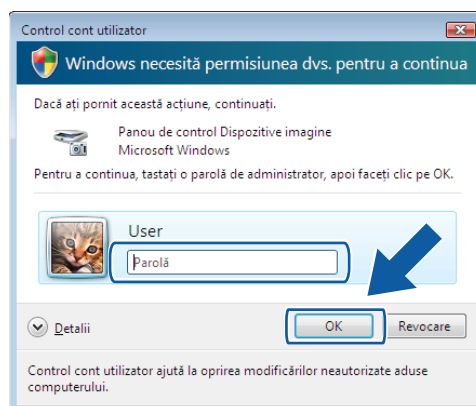 Control cont utilizator
Windows necesită permisiunea dvs. pentru a continua
Dacă ați pornit această acțiune, continuați.
Panou de control Dispozitive imagine
Microsoft Windows
Pentru a continua, tastați o parolă de administrator, apoi faceți clic pe OK.
User
Parolă
Detalii
OK
Revocare
Control cont utilizator ajută la oprirea modificărilor neautorizate aduse
computerului.